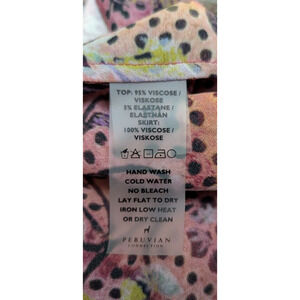 TOP: 95% VISCOSE /
VISKOSE
5% ELASTANE /
ELASTHAN
SKIRT:
100% VISCOSE /
VISKOSE
HAND WASH
COLD WATER
NO BLEACH
LAY FLAT TO DRY
IRON LOW HEAT
OR DRY CLEAN
PERUVIAN
CONNECTION